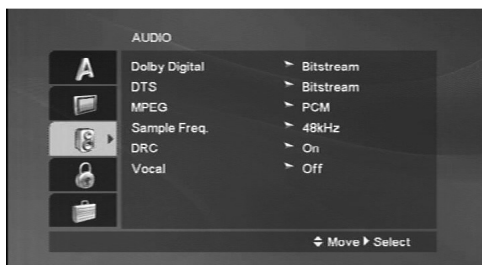 AUDIO
A
Dolby Digital Bitstream
DTS Bitstream
MPEG PCM
Sample Freq. 48kHz
DRC On
Vocal Off
Move Select